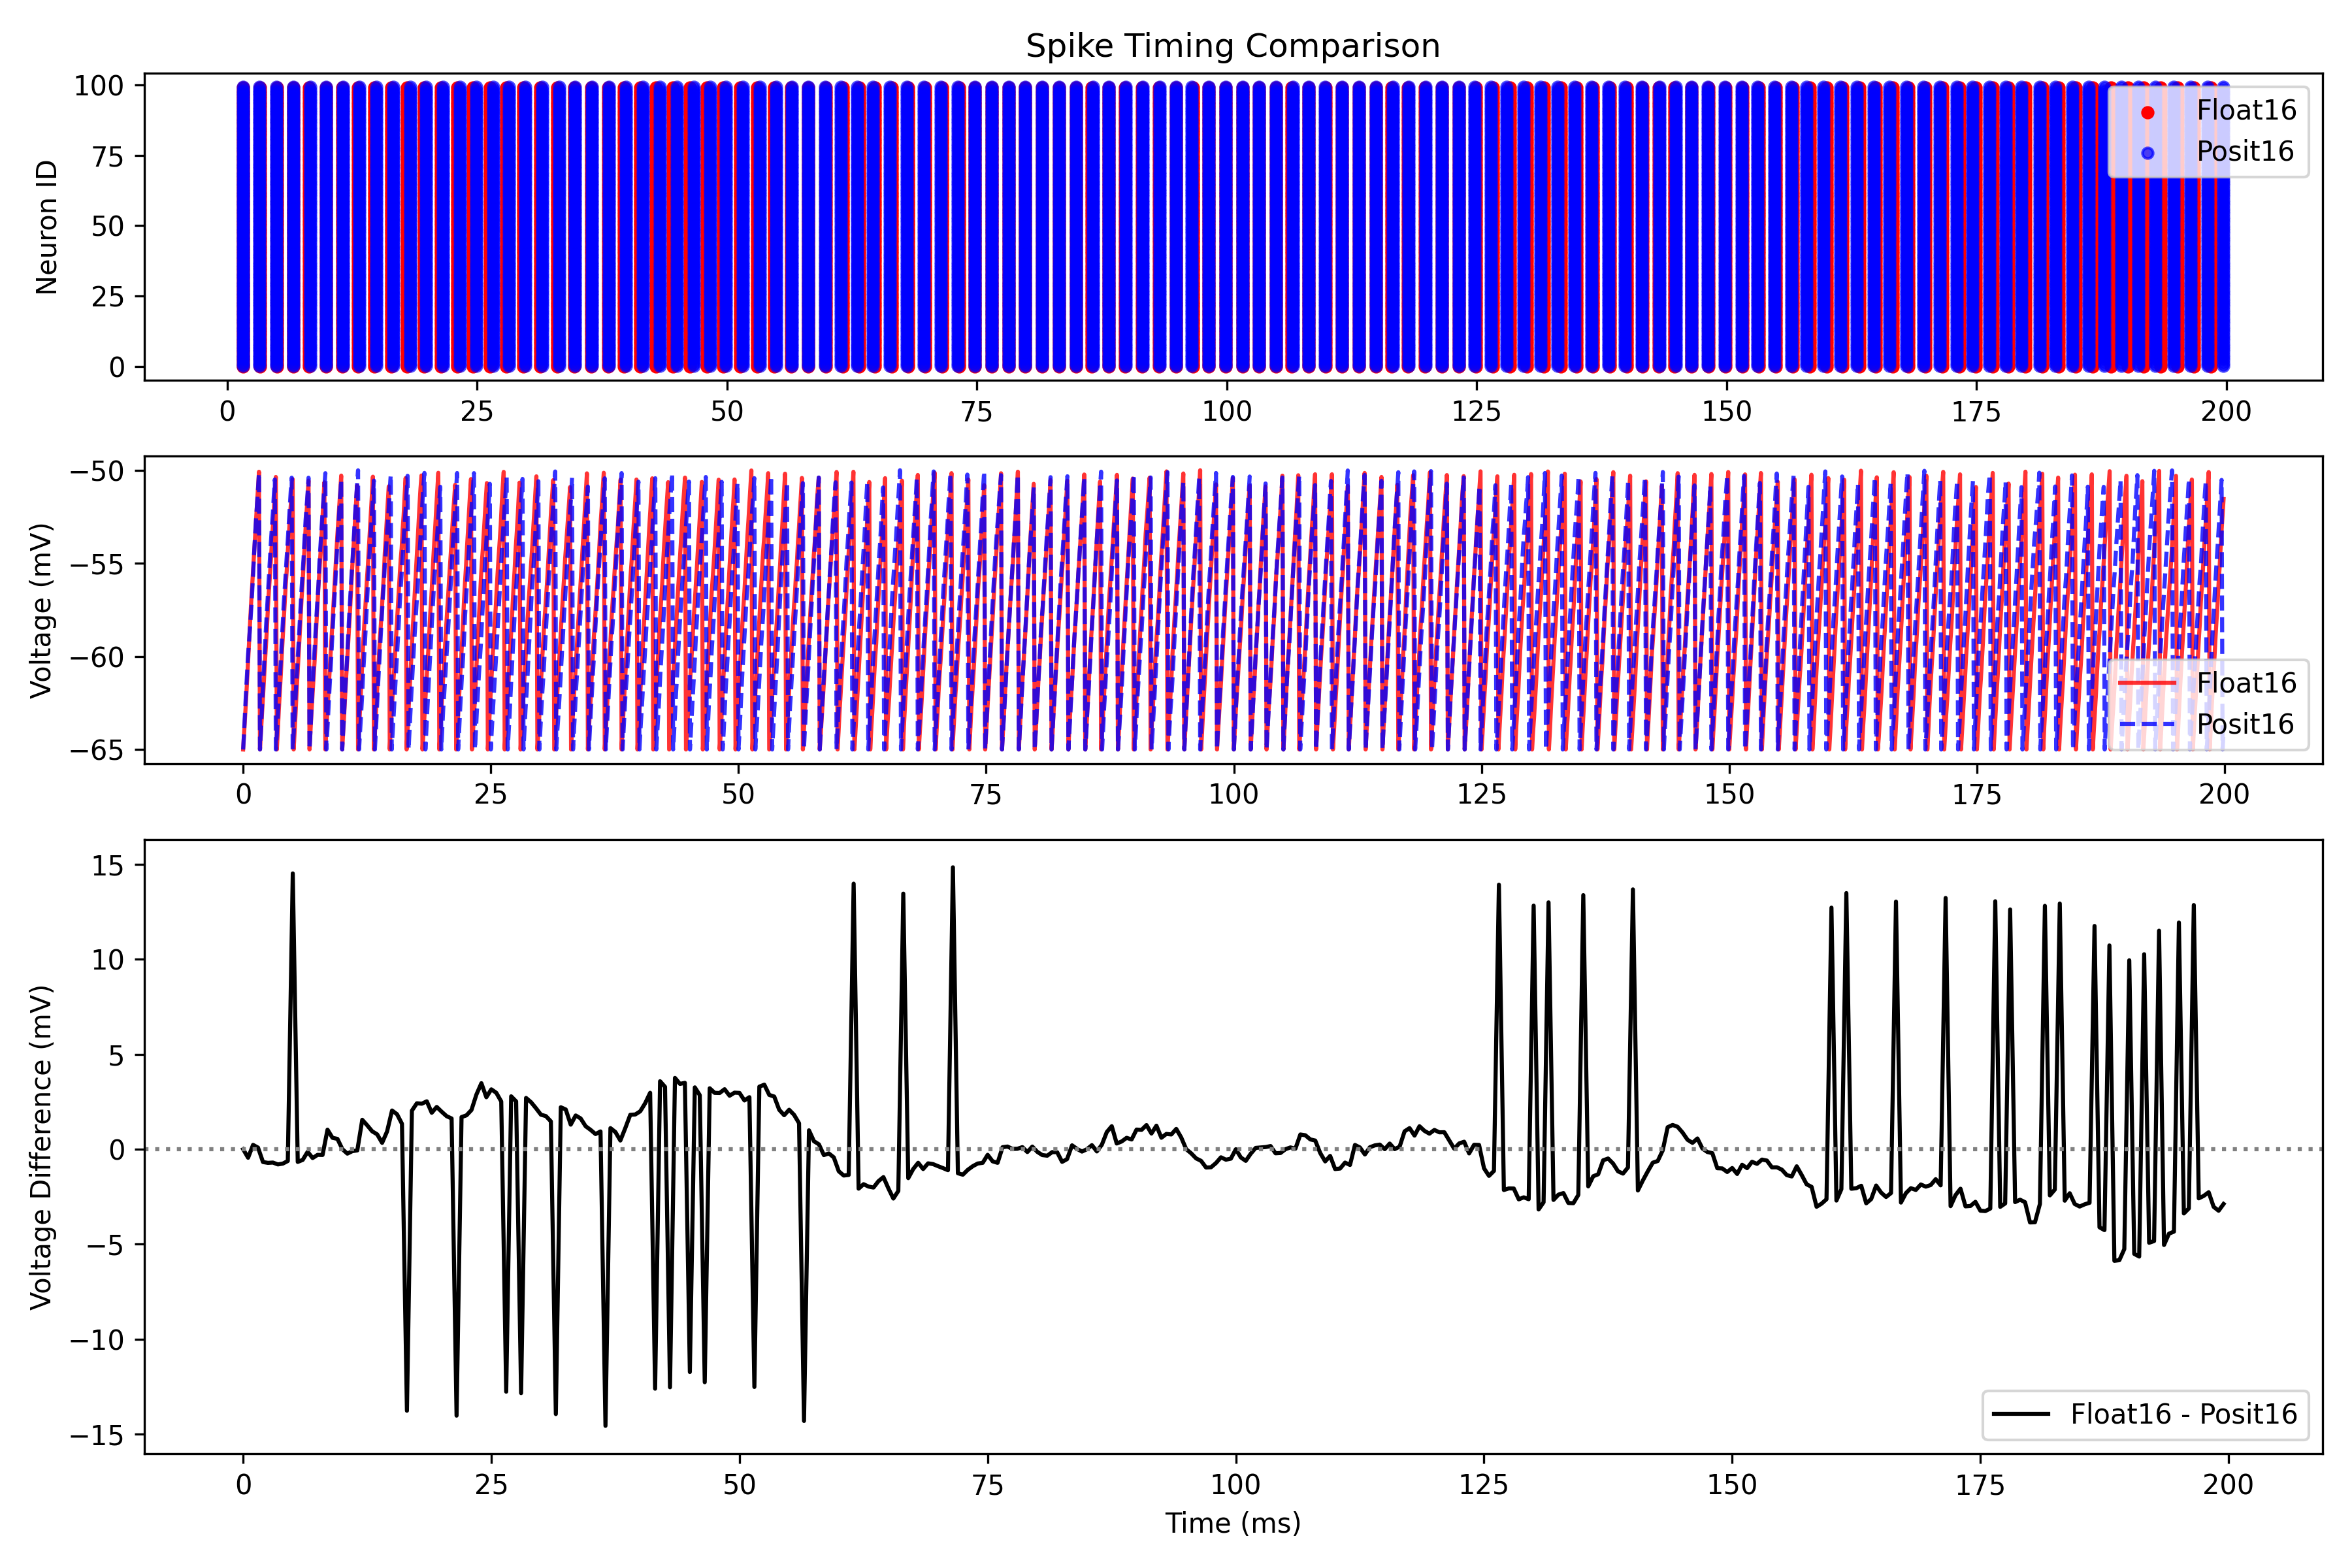 Spike Timing Comparison
Neuron ID
100
75
50
25
0
Float16
Posit16
0 25 50 75 100 125 150 175 200
Voltage (mV)
−50
−55
−60
−65
Float16
Posit16
0 25 50 75 100 125 150 175 200
Voltage Difference (mV)
15
10
5
0
−5
−10
−15
Float16 - Posit16
0 25 50 75 100 125 150 175 200
Time (ms)